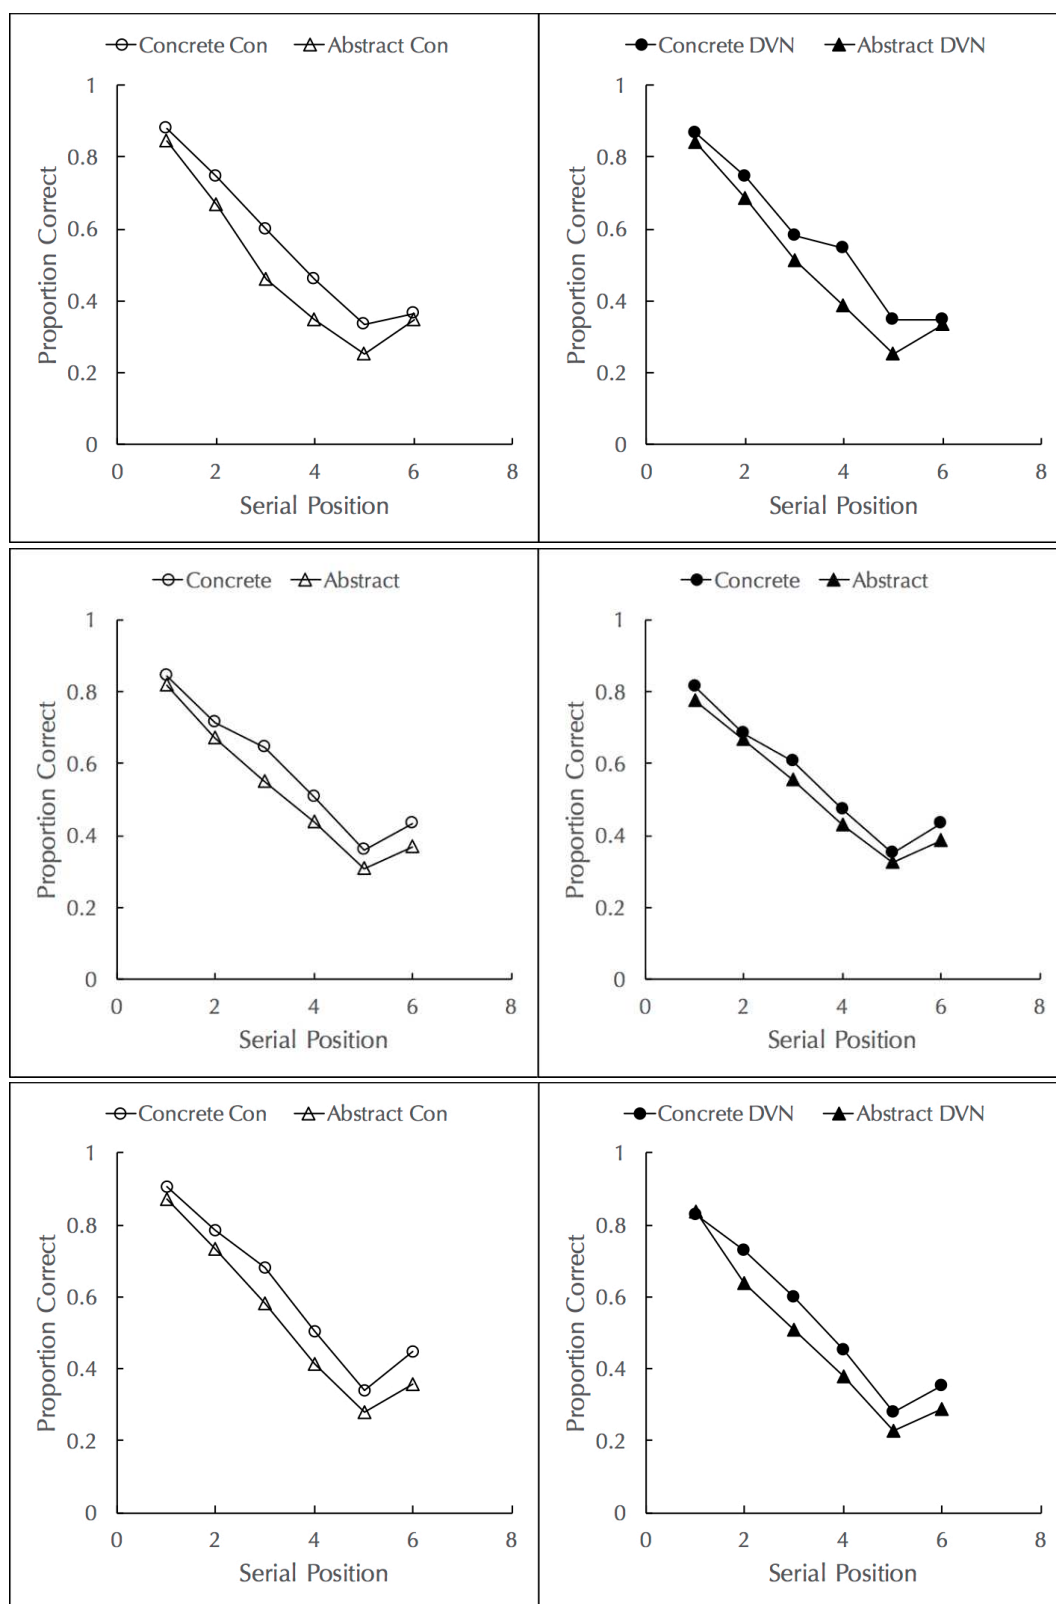 Concrete Con Abstract Con
1
0.8
0.6
0.4
0.2
0
0 2 4 6 8
Proportion Correct
Serial Position
Concrete DVN Abstract DVN
1
0.8
0.6
0.4
0.2
0
0 2 4 6 8
Proportion Correct
Serial Position
Concrete Abstract
1
0.8
0.6
0.4
0.2
0
0 2 4 6 8
Proportion Correct
Serial Position
Concrete Abstract
1
0.8
0.6
0.4
0.2
0
0 2 4 6 8
Proportion Correct
Serial Position
Concrete Con Abstract Con
1
0.8
0.6
0.4
0.2
0
0 2 4 6 8
Proportion Correct
Serial Position
Concrete DVN Abstract DVN
1
0.8
0.6
0.4
0.2
0
0 2 4 6 8
Proportion Correct
Serial Position